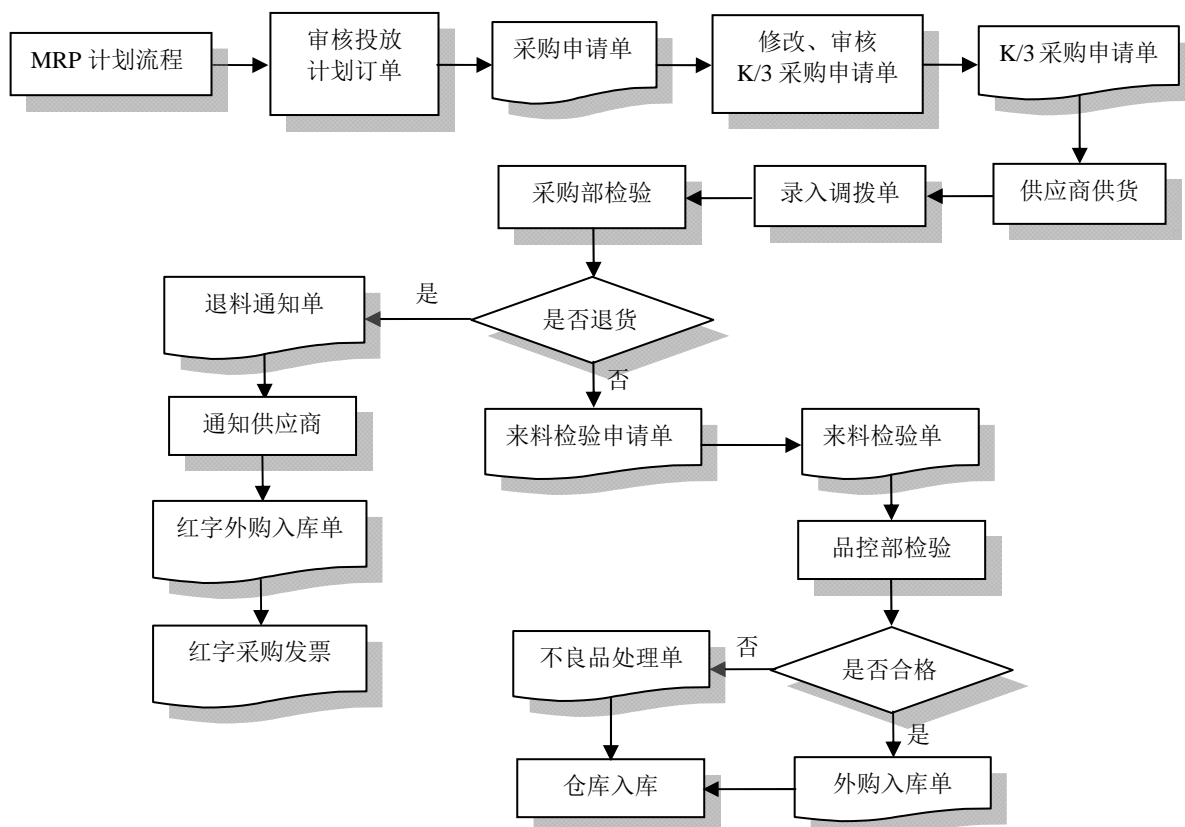 MRP 计划流程
审核投放
计划订单
采购申请单
修改、审核
K/3 采购申请单
K/3 采购申请单
供应商供货
录入调拨单
采购部检验
是否退货
是
退料通知单
否
通知供应商
来料检验申请单
来料检验单
红字外购入库单
品控部检验
红字采购发票
不良品处理单
否
是否合格
是
仓库入库
外购入库单